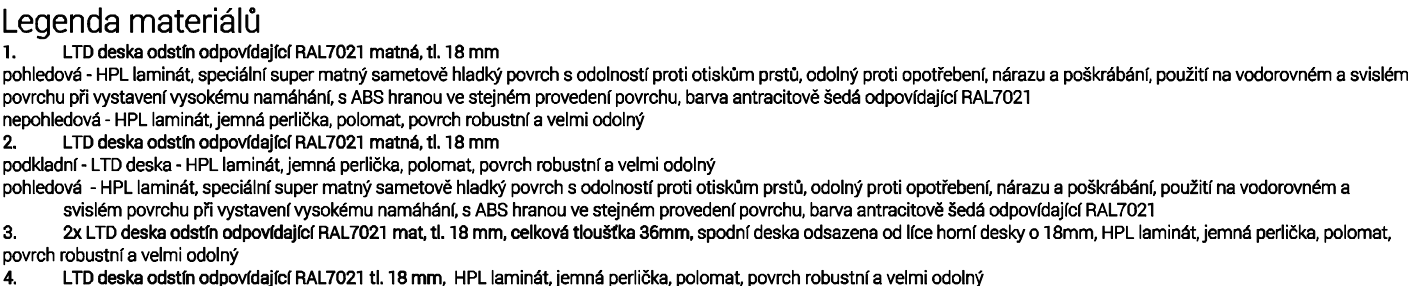 Legenda materiálů
1. LTD deska odstín odpovídající RAL7021 matná, tl. 18 mm
pohledová - HPL laminát, speciální super matný sametově hladký povrch s odolností proti otiskům prstů, odolný proti opotřebení, nárazu a poškrábání, použití na vodorovném a svislém
povrchu při vystavení vysokému namáhání, s ABS hranou ve stejném provedení povrchu, barva antracitově šedá odpovídající RAL7021
nepohledová - HPL laminát, jemná perlička, polomat, povrch robustní a velmi odolný
2. LTD deska odstín odpovídající RAL7021 matná, tl. 18 mm
podkladní - LTD deska - HPL laminát, jemná perlička, polomat, povrch robustní a velmi odolný
pohledová - HPL laminát, speciální super matný sametově hladký povrch s odolností proti otiskům prstů, odolný proti opotřebení, nárazu a poškrábání, použití na vodorovném a
svislém povrchu při vystavení vysokému namáhání, s ABS hranou ve stejném provedení povrchu, barva antracitově šedá odpovídající RAL7021
3. 2x LTD deska odstín odpovídající RAL7021 mat, tl. 18 mm, celková tloušťka 36mm, spodní deska odsazena od líce horní desky o 18mm, HPL laminát, jemná perlička, polomat,
povrch robustní a velmi odolný
4. LTD deska odstín odpovídající RAL7021 tl. 18 mm, HPL laminát, jemná perlička, polomat, povrch robustní a velmi odolný